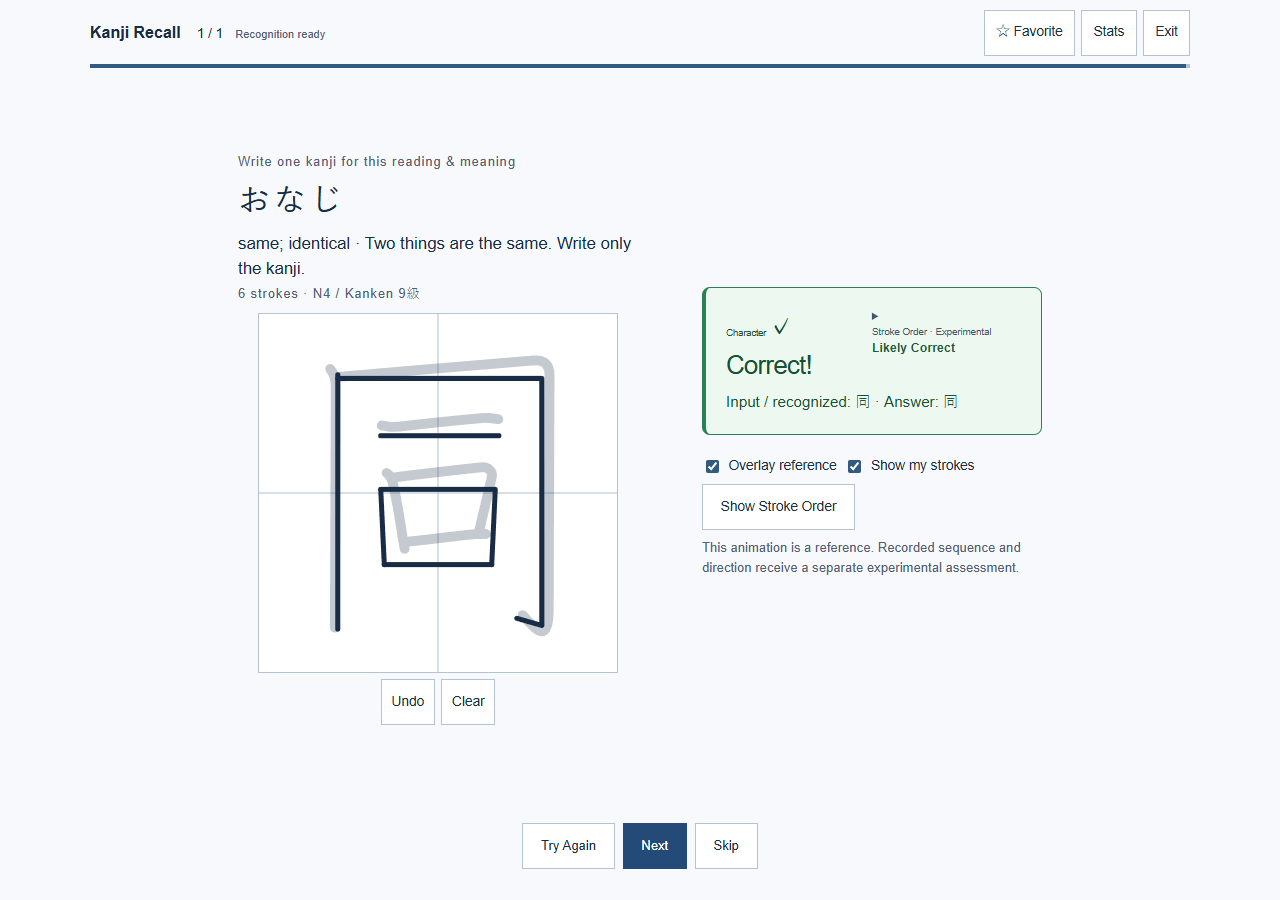 Kanji Recall 1 / 1 Recognition ready
☆ Favorite Stats Exit
Write one kanji for this reading & meaning
おなじ
same; identical · Two things are the same. Write only
the kanji.
6 strokes · N4 / Kanken 9級
同
Undo Clear
Character ✓
Correct!
Stroke Order · Experimental
Likely Correct
Input / recognized: 同 · Answer: 同
Overlay reference Show my strokes
Show Stroke Order
This animation is a reference. Recorded sequence and
direction receive a separate experimental assessment.
Try Again Next Skip